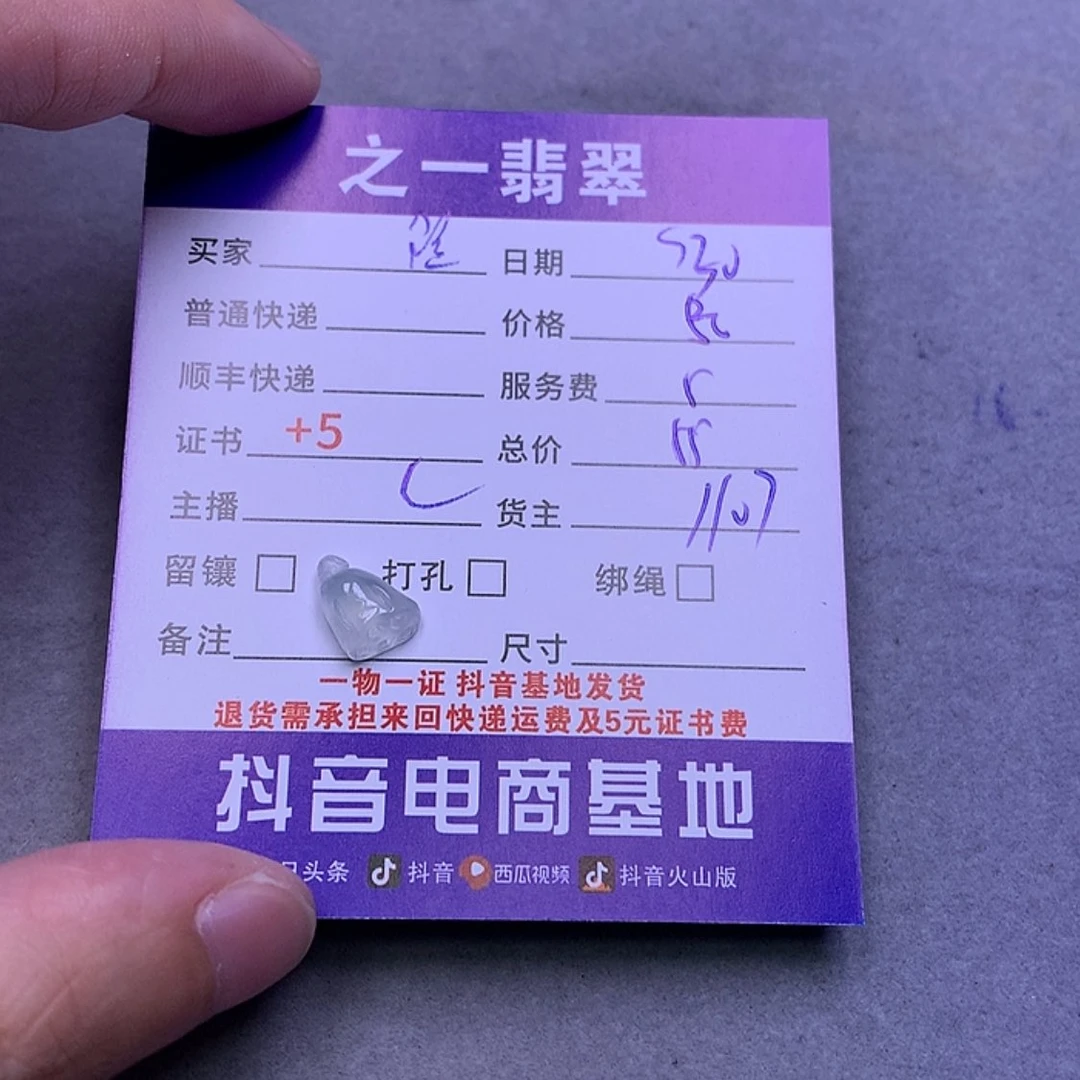 之一翡翠
买家 日期 530
普通快递 价格
顺丰快递 服务费
证书 +5 总价
主播 货主 1107
留镶 打孔 绑绳
备注 尺寸
一物一证 抖音基地发货
退货需承担来回快递运费及5元证书费
抖音电商基地
头条 抖音 西瓜视频 抖音火山版